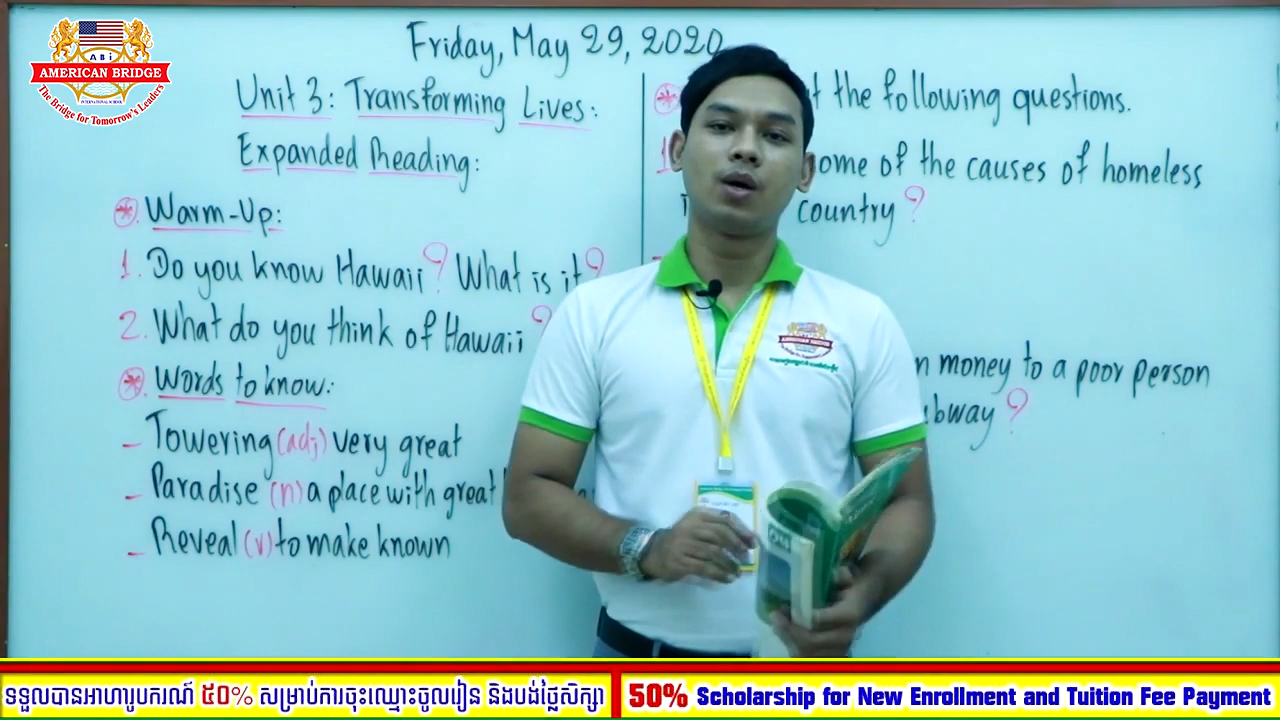 ABi
AMERICAN BRIDGE
INTERNATIONAL SCHOOL
The Bridge for Tomorrow's Leaders
Friday, May 29, 2020
Unit 3: Transforming Lives:
Expanded Reading:
*. Warm-Up:
1. Do you know Hawaii? What is it?
2. What do you think of Hawaii?
*. Words to know:
- Towering (adj) very great
- Paradise (n) a place with great
- Reveal (v) to make known
the following questions.
of the causes of homeless
country?
money to a poor person
?
AMERICAN BRIDGE
ទទួលបានអាហារូបករណ៍ ៥០% សម្រាប់ការចុះឈ្មោះចូលរៀន និងបង់ថ្លៃសិក្សា
50% Scholarship for New Enrollment and Tuition Fee Payment